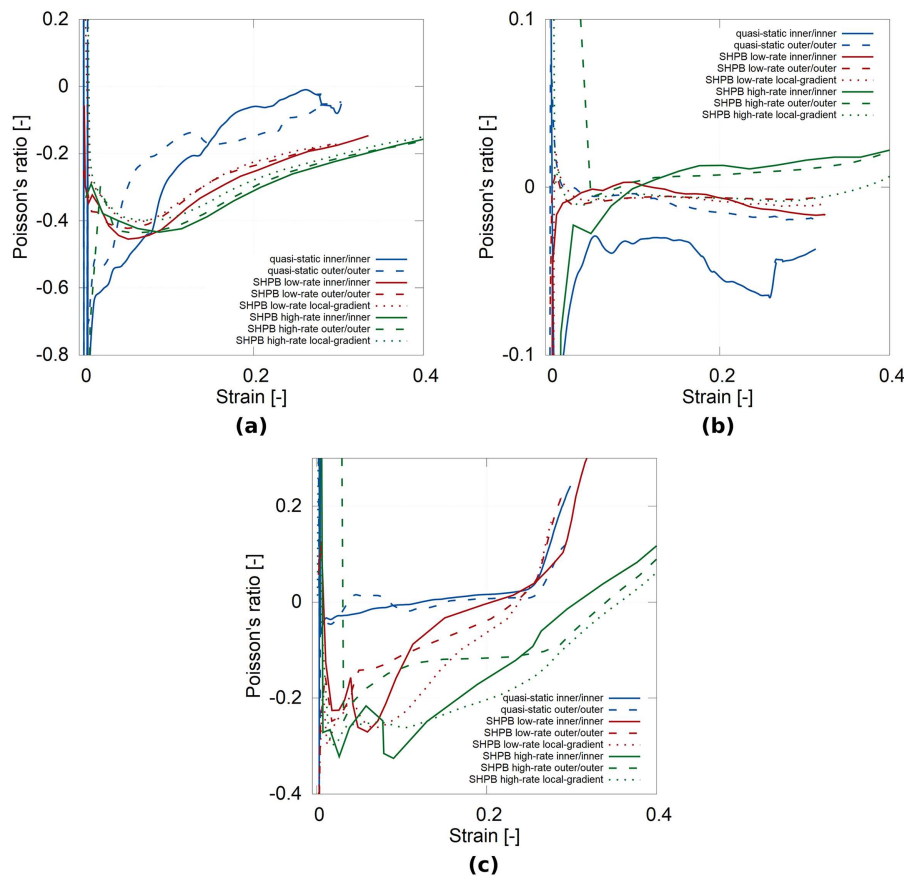 0.2
0
-0.2
-0.4
-0.6
-0.8
Poisson's ratio [-]
quasi-static inner/inner
quasi-static outer/outer
SHPB low-rate inner/inner
SHPB low-rate outer/outer
SHPB low-rate local-gradient
SHPB high-rate inner/inner
SHPB high-rate outer/outer
SHPB high-rate local-gradient
0 0.2 0.4
Strain [-]
(a)
0.1
0
-0.1
Poisson's ratio [-]
quasi-static inner/inner
quasi-static outer/outer
SHPB low-rate inner/inner
SHPB low-rate outer/outer
SHPB low-rate local-gradient
SHPB high-rate inner/inner
SHPB high-rate outer/outer
SHPB high-rate local-gradient
0 0.2 0.4
Strain [-]
(b)
0.2
0
-0.2
-0.4
Poisson's ratio [-]
quasi-static inner/inner
quasi-static outer/outer
SHPB low-rate inner/inner
SHPB low-rate outer/outer
SHPB low-rate local-gradient
SHPB high-rate inner/inner
SHPB high-rate outer/outer
SHPB high-rate local-gradient
0 0.2 0.4
Strain [-]
(c)